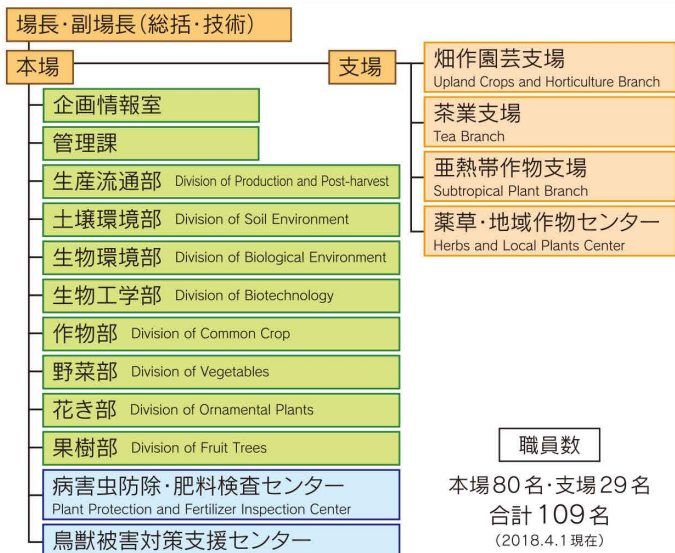 場長・副場長(総括・技術)
本場
企画情報室
管理課
生産流通部 Division of Production and Post-harvest
土壌環境部 Division of Soil Environment
生物環境部 Division of Biological Environment
生物工学部 Division of Biotechnology
作物部 Division of Common Crop
野菜部 Division of Vegetables
花き部 Division of Ornamental Plants
果樹部 Division of Fruit Trees
病害虫防除・肥料検査センター
Plant Protection and Fertilizer Inspection Center
鳥獣被害対策支援センター
支場
畑作園芸支場
Upland Crops and Horticulture Branch
茶業支場
Tea Branch
亜熱帯作物支場
Subtropical Plant Branch
薬草・地域作物センター
Herbs and Local Plants Center
職員数
本場80名・支場29名
合計109名
(2018.4.1現在)